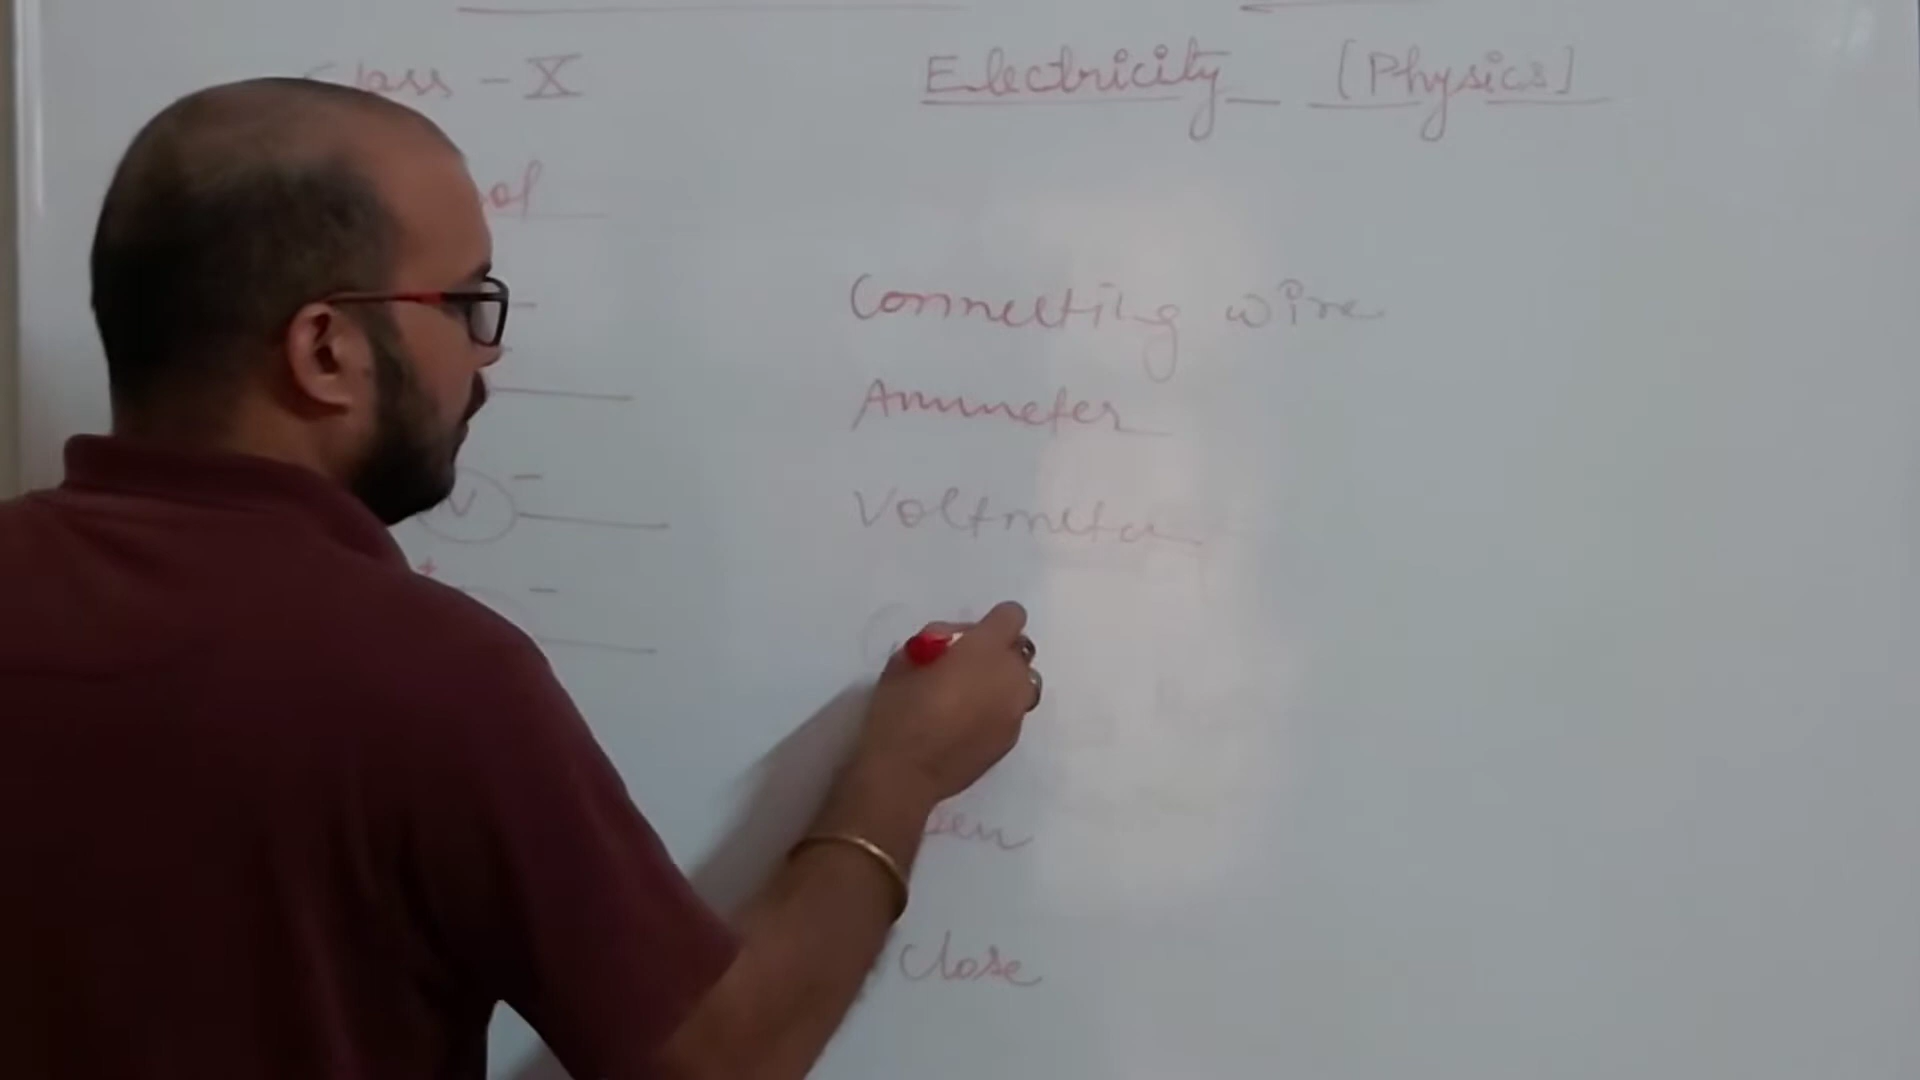 Class - X
Electricity [Physics]
Connecting wire
Ammeter
V -
Voltmeter
+ -
Close